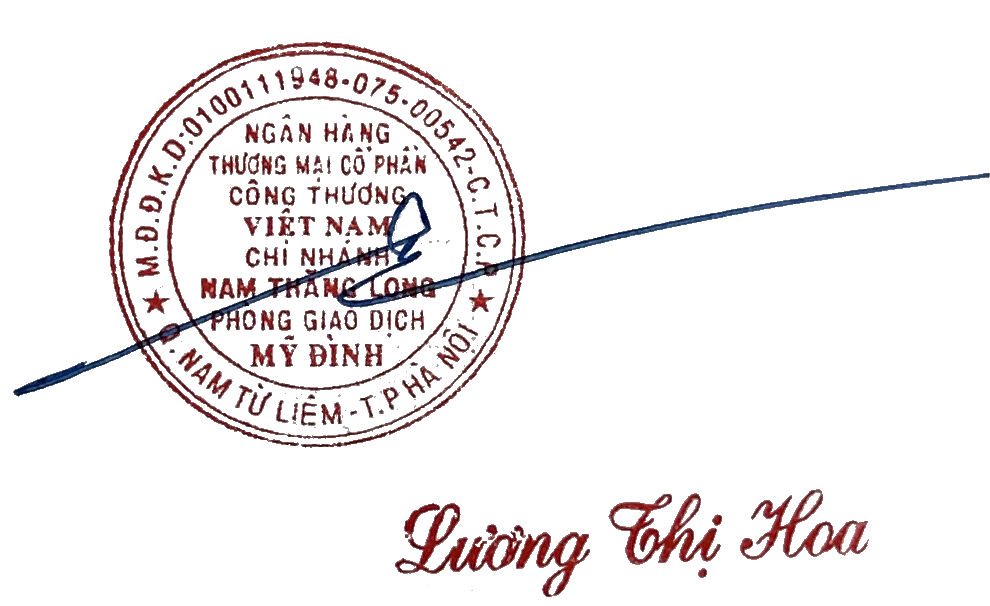 M.Đ.Đ.K.D:0100111948-075-00542-C.T.C.P
NGÂN HÀNG
THƯƠNG MẠI CỔ PHẦN
CÔNG THƯƠNG
VIỆT NAM
CHI NHÁNH
NAM THĂNG LONG
PHÒNG GIAO DỊCH
MỸ ĐÌNH
Q. NAM TỪ LIÊM - T.P HÀ NỘI
Lường Thị Hoa